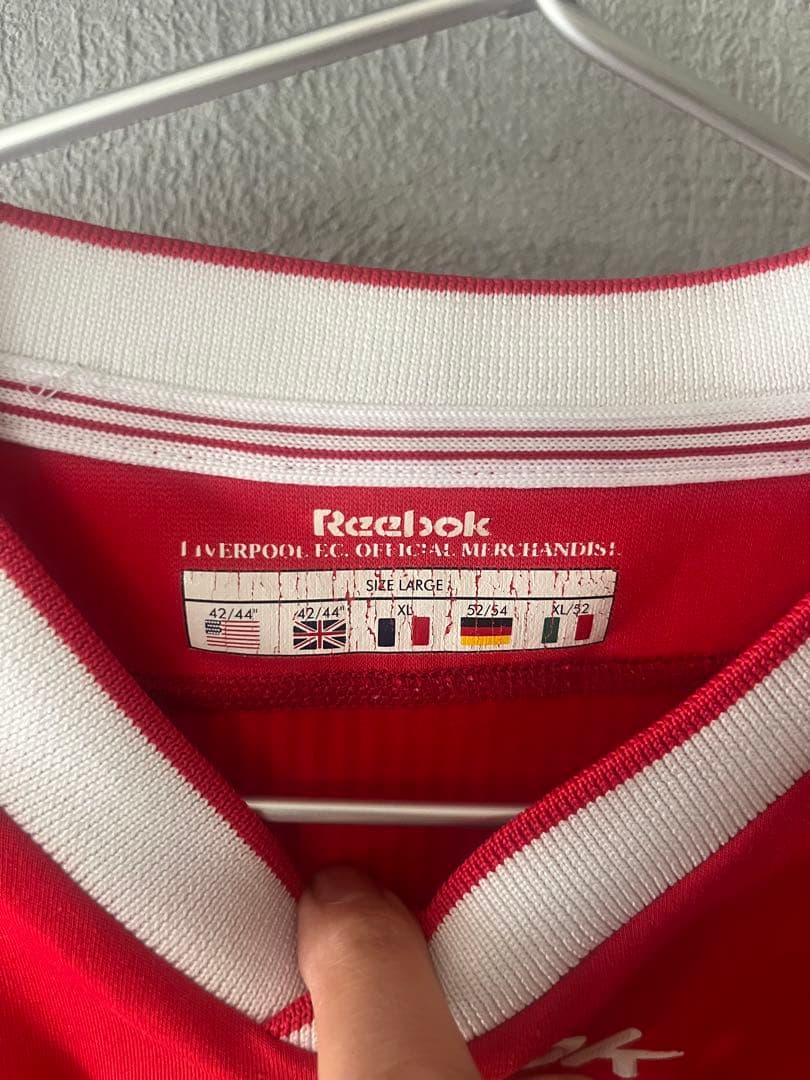 Reebok
LIVERPOOL F.C. OFFICIAL MERCHANDISE
SIZE LARGE
42/44" 42/44" XL 52/54 XL/52